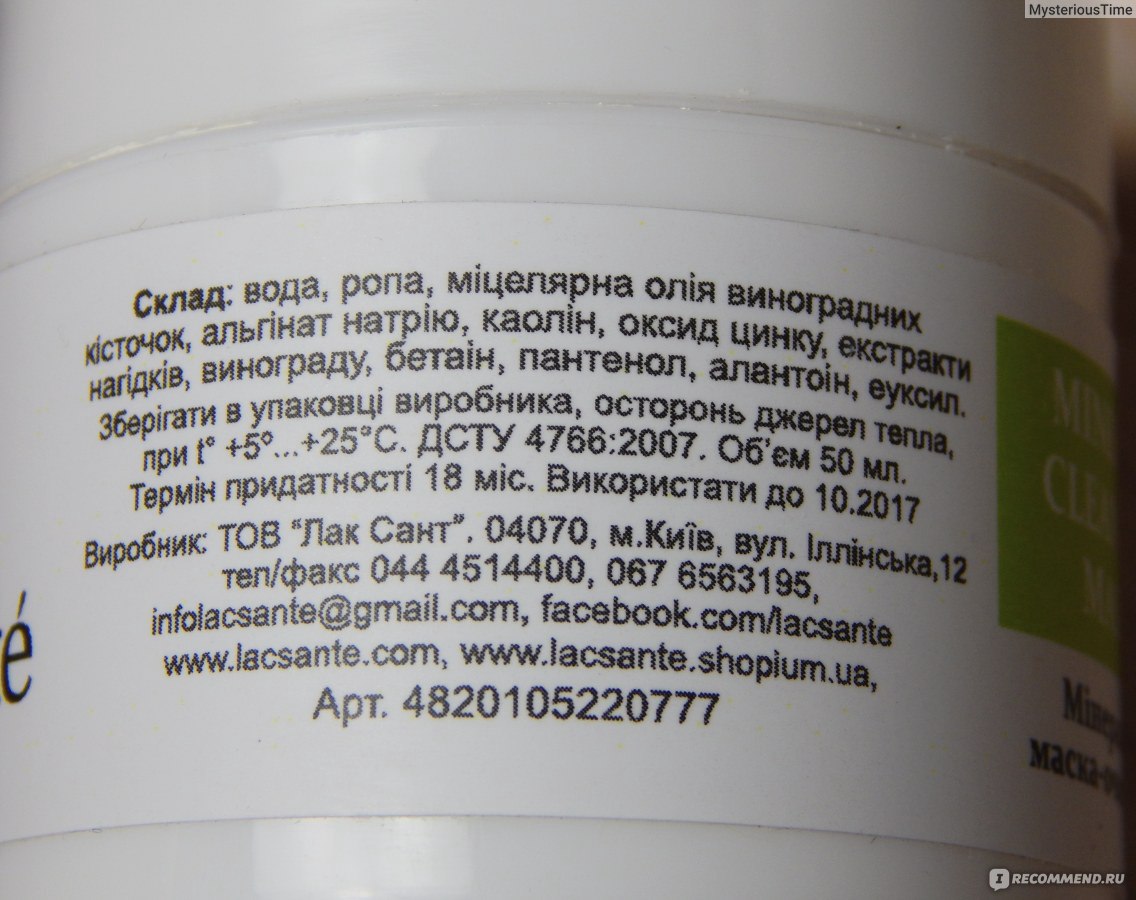 MysteriousTime
Склад: вода, ропа, міцелярна олія виноградних
кісточок, альгінат натрію, каолін, оксид цинку, екстракти
нагідків, винограду, бетаін, пантенол, алантоін, еуксил.
Зберігати в упаковці виробника, осторонь джерел тепла,
при t° +5°...+25°С. ДСТУ 4766:2007. Об'єм 50 мл.
Термін придатності 18 міс. Використати до 10.2017
Виробник: ТОВ "Лак Сант". 04070, м.Київ, вул. Іллінська,12
тел/факс 044 4514400, 067 6563195,
infolacsante@gmail.com, facebook.com/lacsante
www.lacsante.com, www.lacsante.shopium.ua,
Арт. 4820105220777
IRECOMMEND.RU